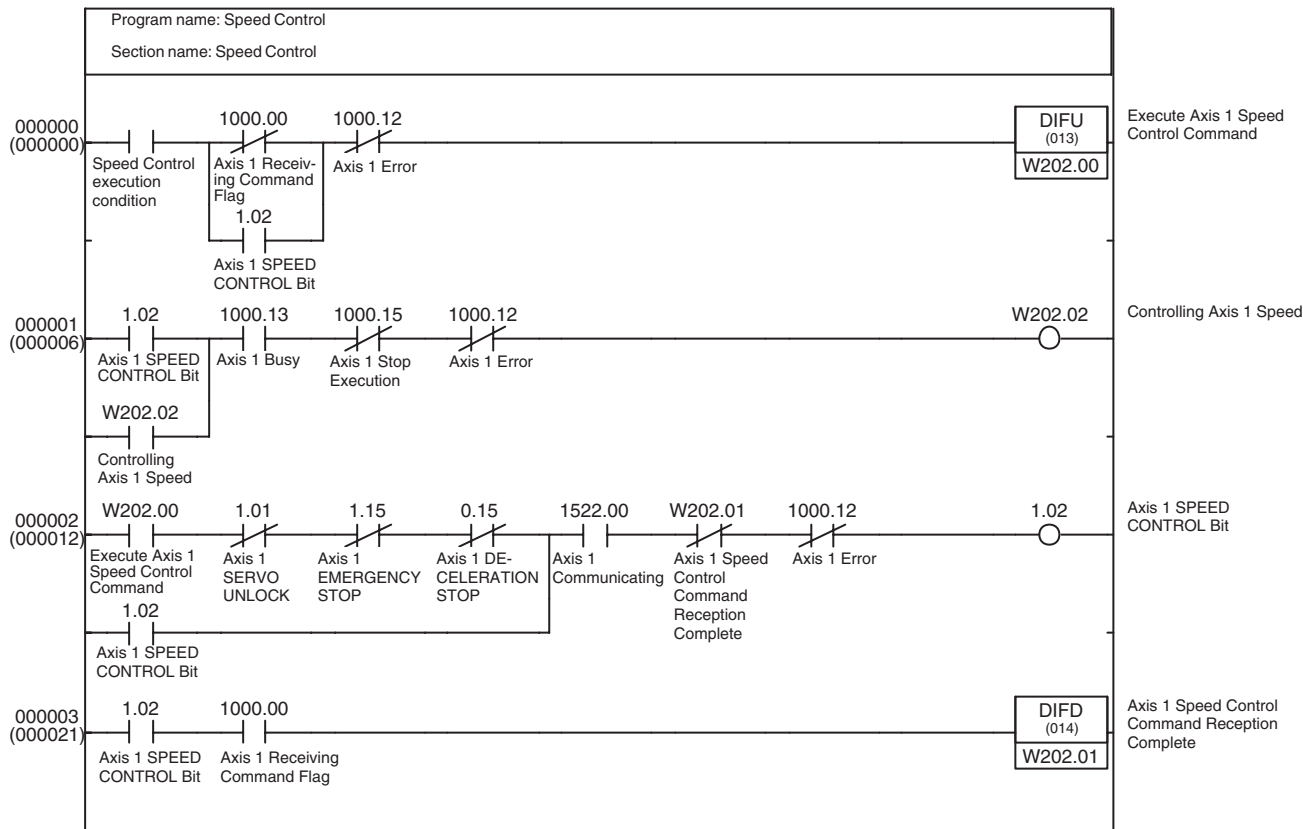 Program name: Speed Control
Section name: Speed Control
000000
(000000)
1000.00
1000.12
DIFU
(013)
W202.00
Execute Axis 1 Speed
Control Command
Speed Control
execution
condition
Axis 1 Receiv-
ing Command
Flag
Axis 1 Error
1.02
Axis 1 SPEED
CONTROL Bit
000001
(000006)
1.02
1000.13
1000.15
1000.12
W202.02
Controlling Axis 1 Speed
Axis 1 SPEED
CONTROL Bit
Axis 1 Busy
Axis 1 Stop
Execution
Axis 1 Error
W202.02
Controlling
Axis 1 Speed
000002
(000012)
W202.00
1.01
1.15
0.15
1522.00
W202.01
1000.12
1.02
Axis 1 SPEED
CONTROL Bit
Execute Axis 1
Speed Control
Command
Axis 1
SERVO
UNLOCK
Axis 1
EMERGENCY
STOP
Axis 1 DE-
CELERATION
STOP
Axis 1
Communicating
Axis 1 Speed
Control
Command
Reception
Complete
Axis 1 Error
1.02
Axis 1 SPEED
CONTROL Bit
000003
(000021)
1.02
1000.00
DIFD
(014)
W202.01
Axis 1 Speed Control
Command Reception
Complete
Axis 1 SPEED
CONTROL Bit
Axis 1 Receiving
Command Flag